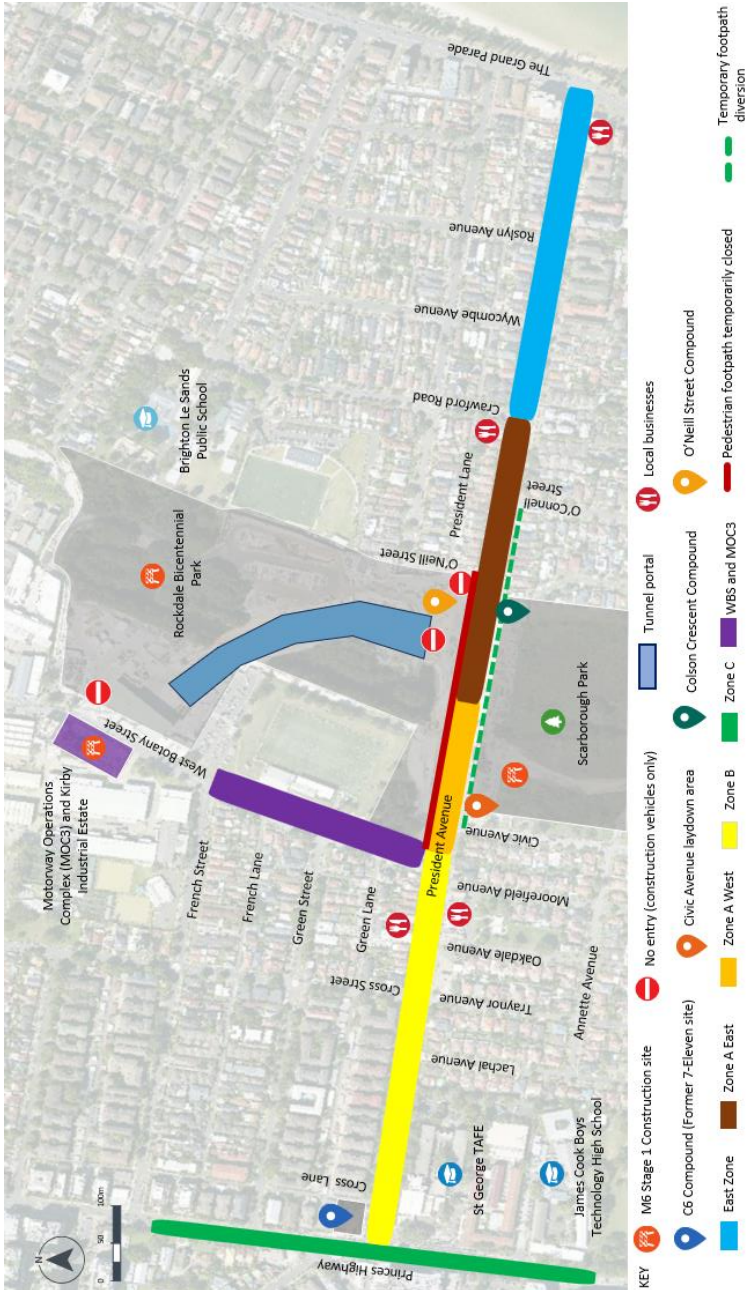 N
0 50 100m
The Grand Parade
Roslyn Avenue
Wycombe Avenue
Crawford Road
Brighton Le Sands
Public School
President Lane
O'Connell
Street
O'Neill Street
Rockdale Bicentennial
Park
Scarborough Park
West Botany Street
Motorway Operations
Complex (MOC3) and Kirby
Industrial Estate
President Avenue
Civic Avenue
French Street
French Lane
Green Street
Green Lane
Moorefield Avenue
Oakdale Avenue
Cross Street
Traynor Avenue
Annette Avenue
Lachal Avenue
St George TAFE
James Cook Boys
Technology High School
Cross Lane
Princes Highway
KEY
M6 Stage 1 Construction site
No entry (construction vehicles only)
Tunnel portal
Local businesses
C6 Compound (Former 7-Eleven site)
Civic Avenue laydown area
Colson Crescent Compound
O'Neill Street Compound
East Zone
Zone A East
Zone A West
Zone B
Zone C
WBS and MOC3
Pedestrian footpath temporarily closed
Temporary footpath
diversion